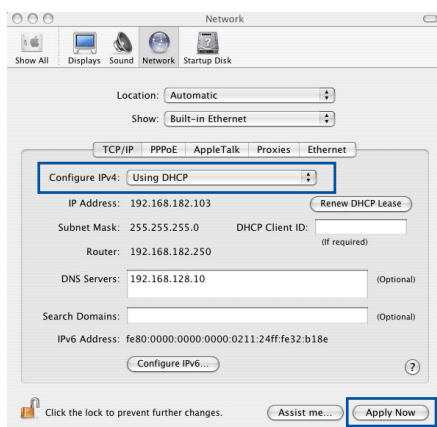 Network
Show All Displays Sound Network Startup Disk
Location: Automatic
Show: Built-in Ethernet
TCP/IP PPPoE AppleTalk Proxies Ethernet
Configure IPv4: Using DHCP
IP Address: 192.168.182.103 Renew DHCP Lease
Subnet Mask: 255.255.255.0 DHCP Client ID:
(If required)
Router: 192.168.182.250
DNS Servers: 192.168.128.10 (Optional)
Search Domains: (Optional)
IPv6 Address: fe80:0000:0000:0000:0211:24ff:fe32:b18e
Configure IPv6... ?
Click the lock to prevent further changes. Assist me... Apply Now